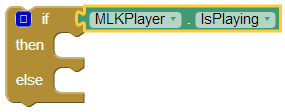 if MLKPlayer . IsPlaying
then
else